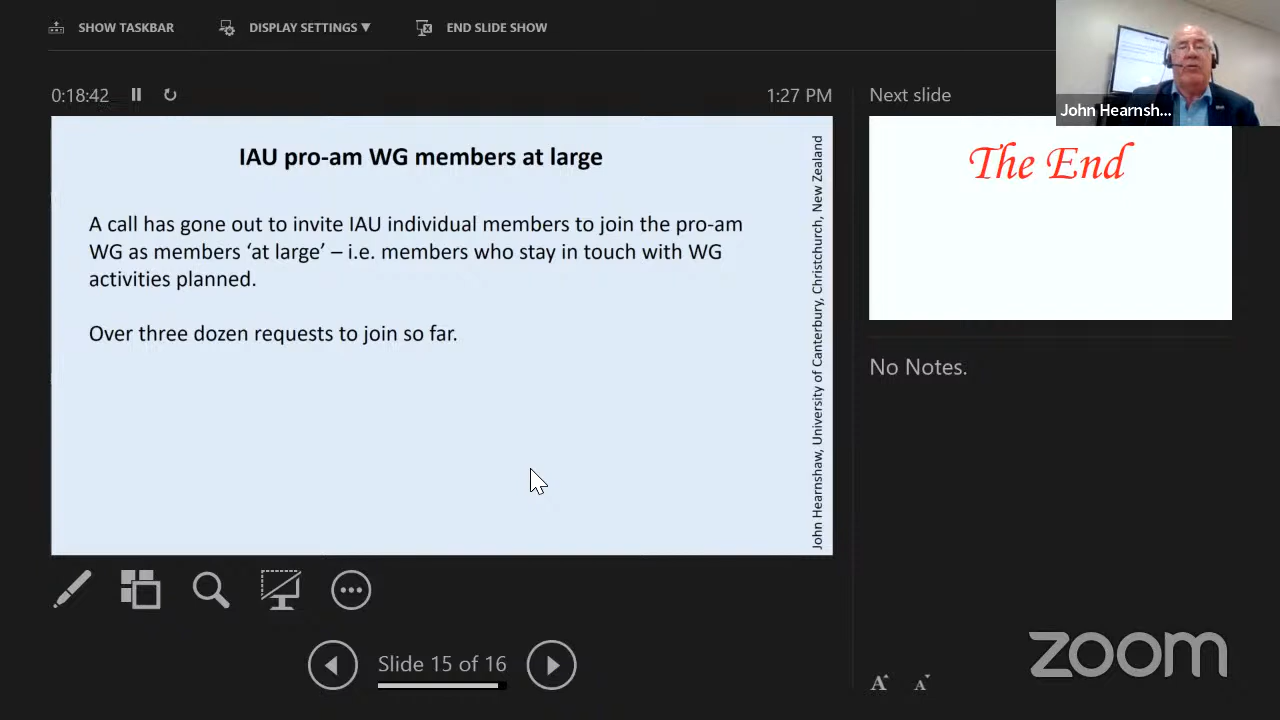 SHOW TASKBAR
DISPLAY SETTINGS ▼
END SLIDE SHOW
0:18:42
1:27 PM
Next slide
John Hearnsh...
IAU pro-am WG members at large
A call has gone out to invite IAU individual members to join the pro-am
WG as members ‘at large’ – i.e. members who stay in touch with WG
activities planned.
Over three dozen requests to join so far.
John Hearnshaw, University of Canterbury, Christchurch, New Zealand
The End
No Notes.
Slide 15 of 16
A A
zoom